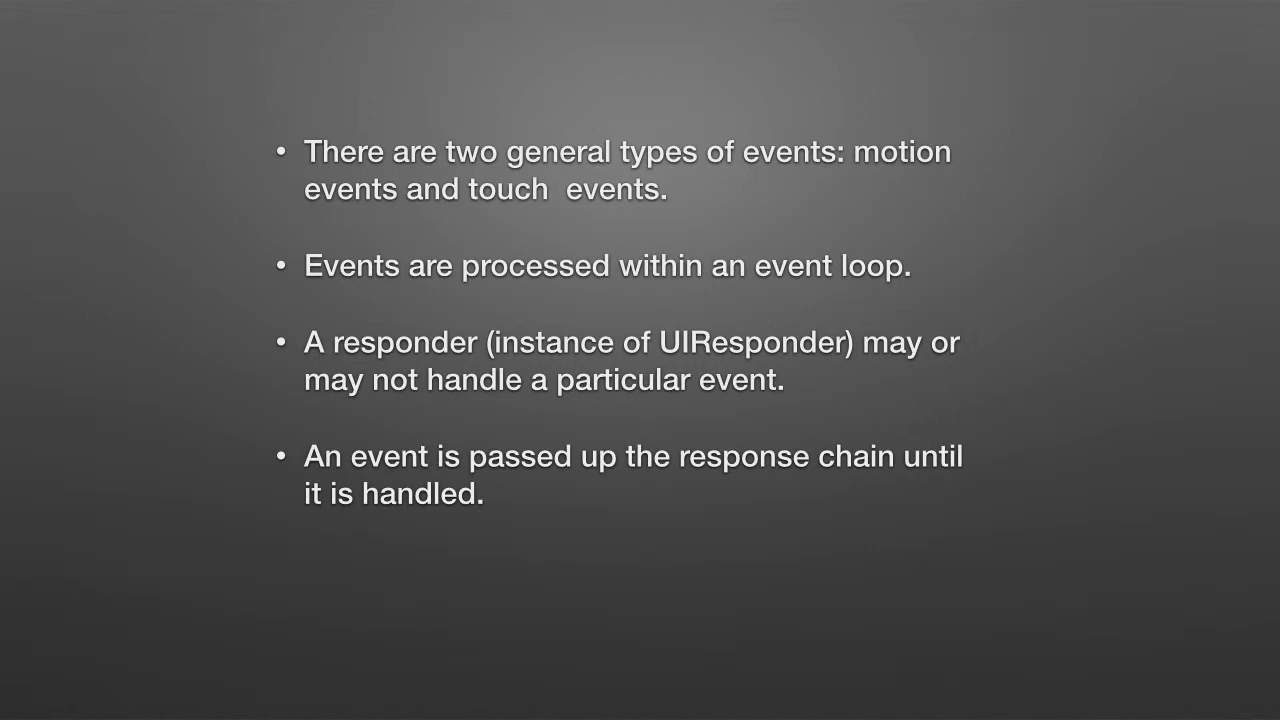 • There are two general types of events: motion
events and touch  events.
• Events are processed within an event loop.
• A responder (instance of UIResponder) may or
may not handle a particular event.
• An event is passed up the response chain until
it is handled.